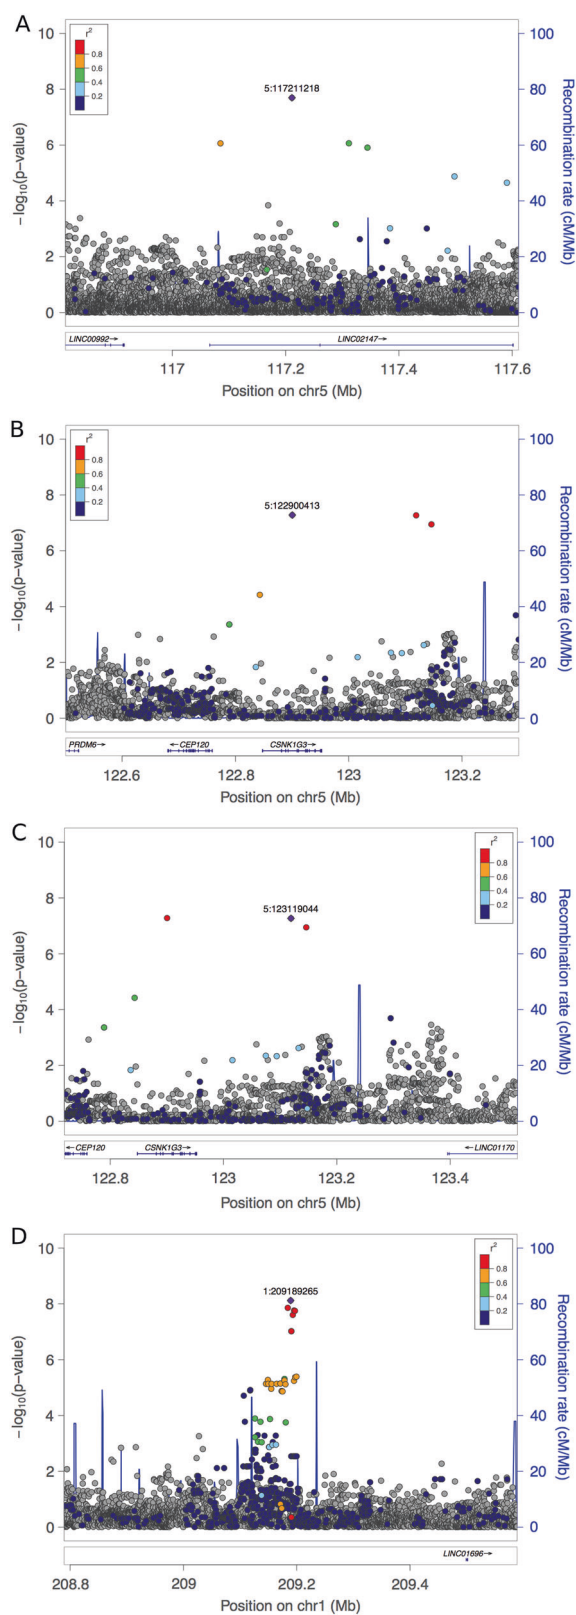 A
r²
0.8
0.6
0.4
0.2
5:117211218
10
8
6
4
2
0
−log₁₀(p-value)
100
80
60
40
20
0
Recombination rate (cM/Mb)
LINC00992→
LINC02147→
117
117.2
117.4
117.6
Position on chr5 (Mb)
B
r²
0.8
0.6
0.4
0.2
5:122900413
10
8
6
4
2
0
−log₁₀(p-value)
100
80
60
40
20
0
Recombination rate (cM/Mb)
PRDM6→
←CEP120
CSNK1G3→
122.6
122.8
123
123.2
Position on chr5 (Mb)
C
r²
0.8
0.6
0.4
0.2
5:123119044
10
8
6
4
2
0
−log₁₀(p-value)
100
80
60
40
20
0
Recombination rate (cM/Mb)
←CEP120
CSNK1G3→
←LINC01170
122.8
123
123.2
123.4
Position on chr5 (Mb)
D
r²
0.8
0.6
0.4
0.2
1:209189265
10
8
6
4
2
0
−log₁₀(p-value)
100
80
60
40
20
0
Recombination rate (cM/Mb)
LINC01696→
208.8
209
209.2
209.4
Position on chr1 (Mb)